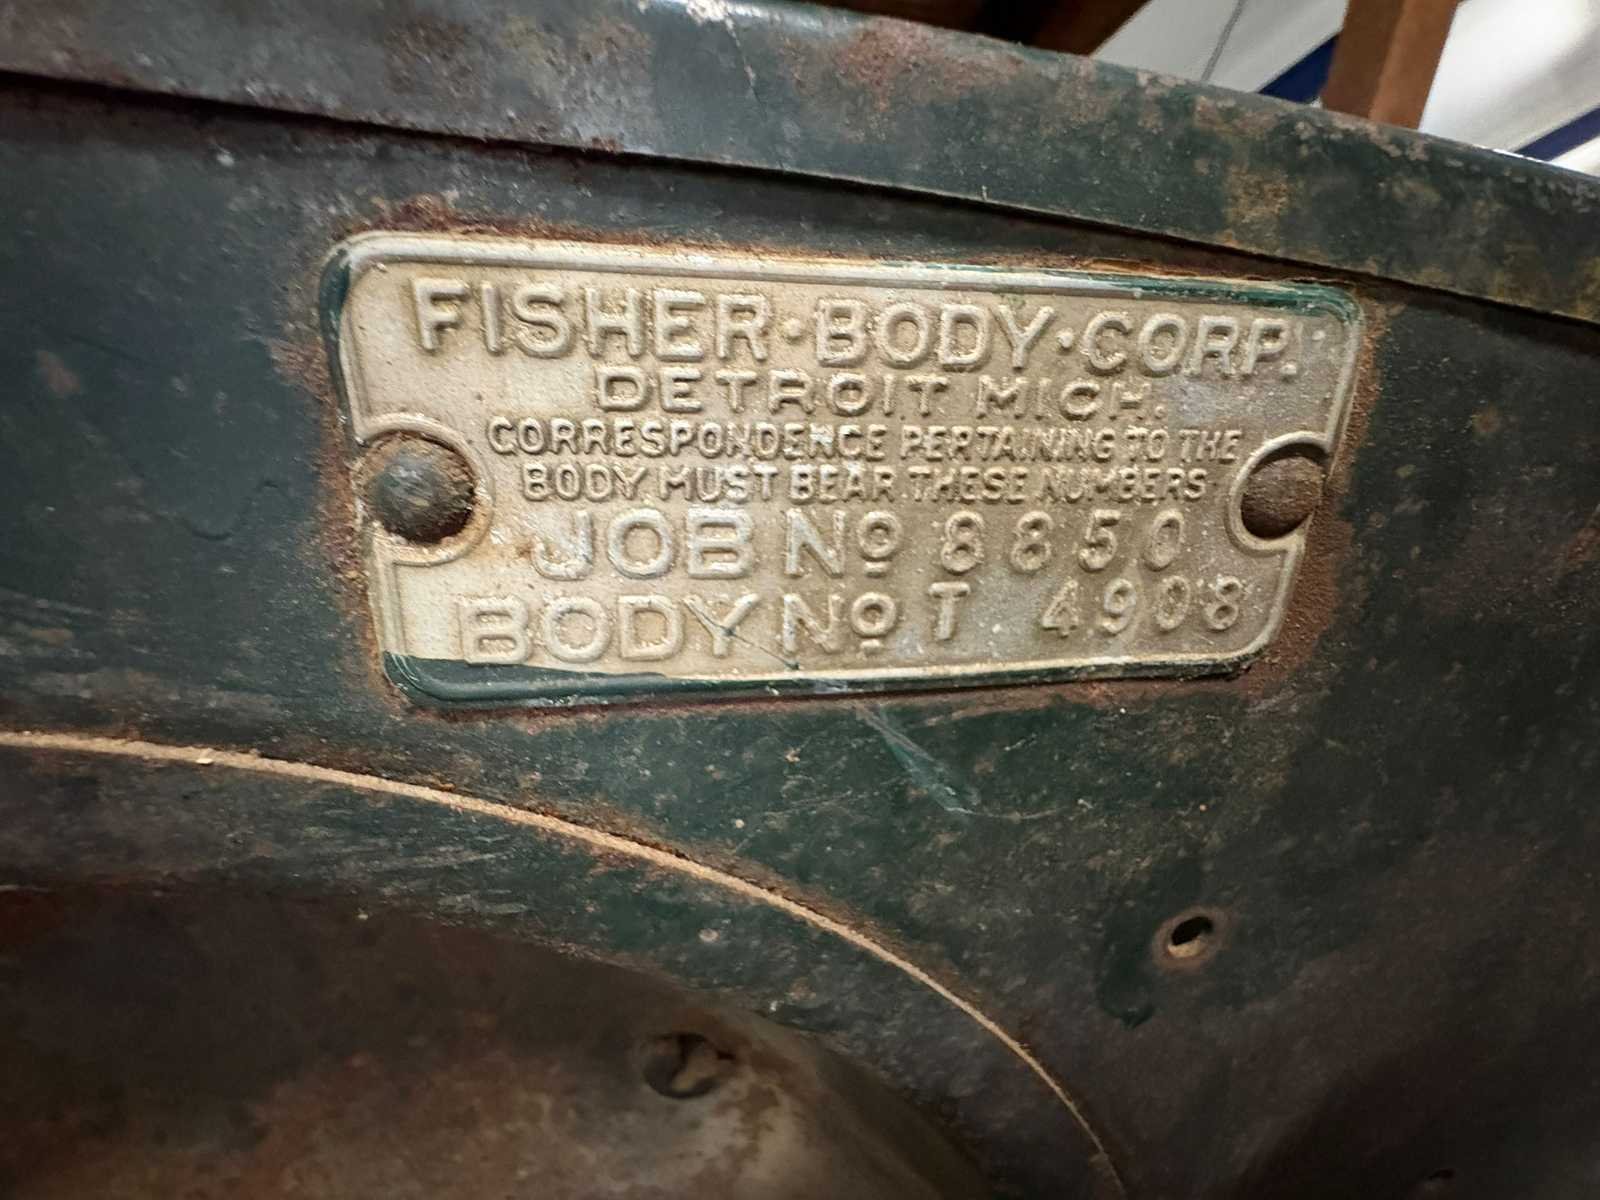 FISHER·BODY·CORP.
DETROIT MICH.
CORRESPONDENCE PERTAINING TO THE
BODY MUST BEAR THESE NUMBERS
JOB Nº 8850
BODY Nº T 4908